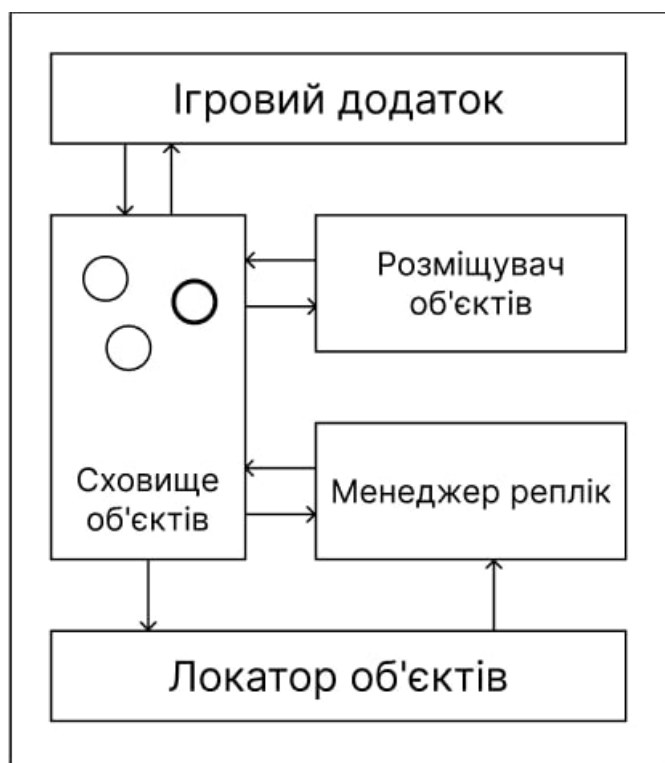 Ігровий додаток
Розміщувач
об'єктів
Сховище
об'єктів
Менеджер реплік
Локатор об'єктів